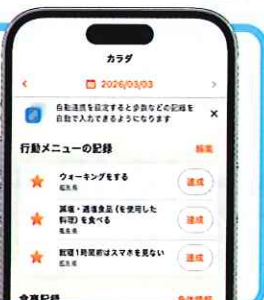 カラダ
2026/03/03
自動連携を設定すると歩数などの記録を
自動で入力できるようになります
行動メニューの記録
編集
ウォーキングをする
達成
減塩・適塩食品(を使用した
料理)を食べる
達成
就寝1時間前はスマホを見ない
達成
食事記録